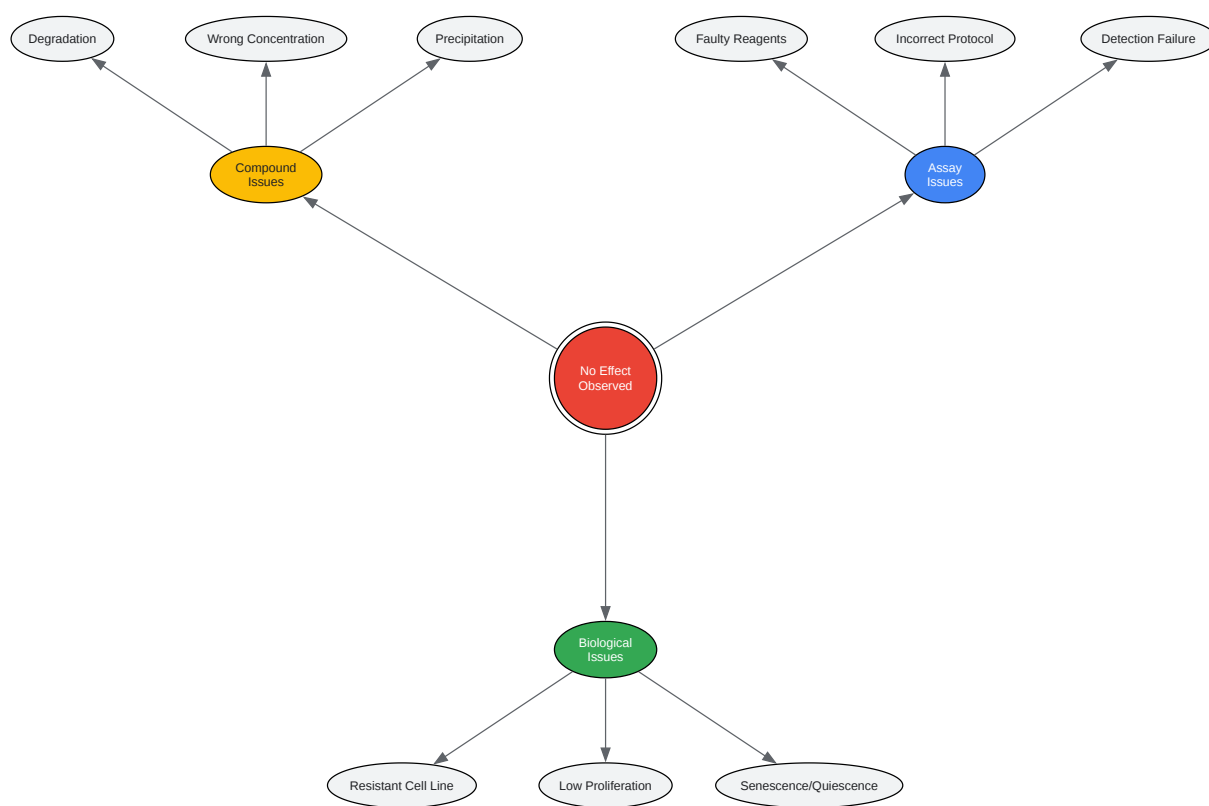 Degradation
Wrong Concentration
Precipitation
Faulty Reagents
Incorrect Protocol
Detection Failure
Compound
Issues
Assay
Issues
No Effect
Observed
Biological
Issues
Resistant Cell Line
Low Proliferation
Senescence/Quiescence